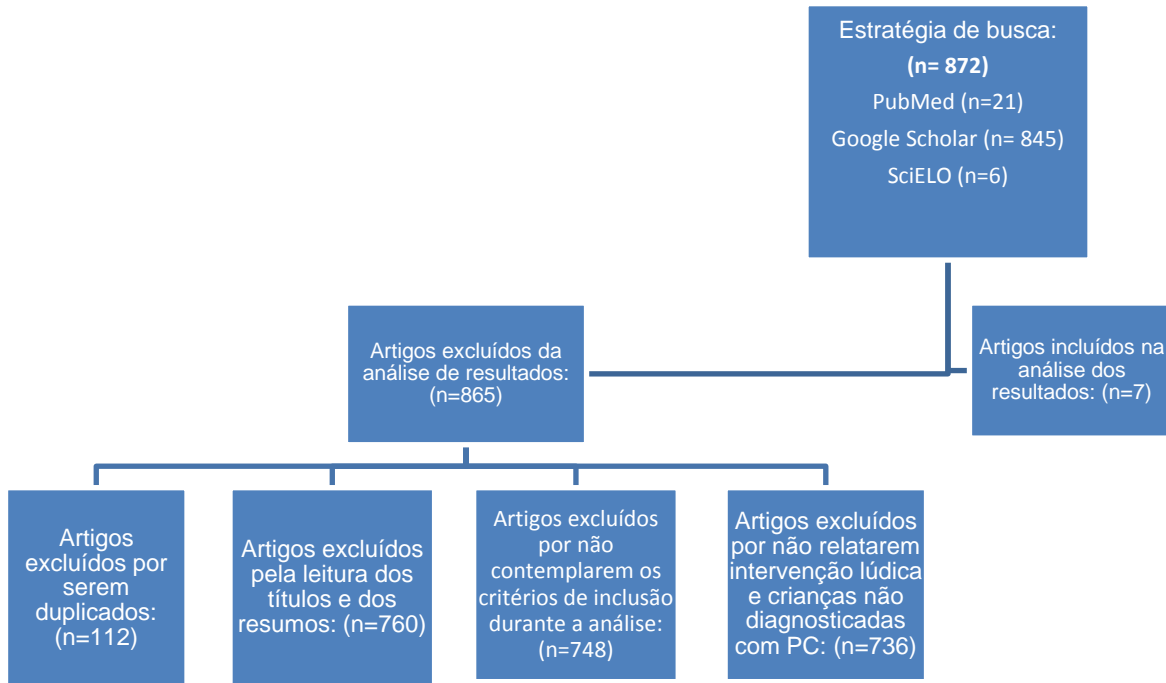 Estratégia de busca:
(n= 872)
PubMed (n=21)
Google Scholar (n= 845)
SciELO (n=6)
Artigos excluídos da
análise de resultados:
(n=865)
Artigos incluídos na
análise dos
resultados: (n=7)
Artigos
excluídos por
serem
duplicados:
(n=112)
Artigos excluídos
pela leitura dos
títulos e dos
resumos: (n=760)
Artigos excluídos
por não
contemplarem os
critérios de inclusão
durante a análise:
(n=748)
Artigos excluídos
por não relatarem
intervenção lúdica
e crianças não
diagnosticadas
com PC: (n=736)